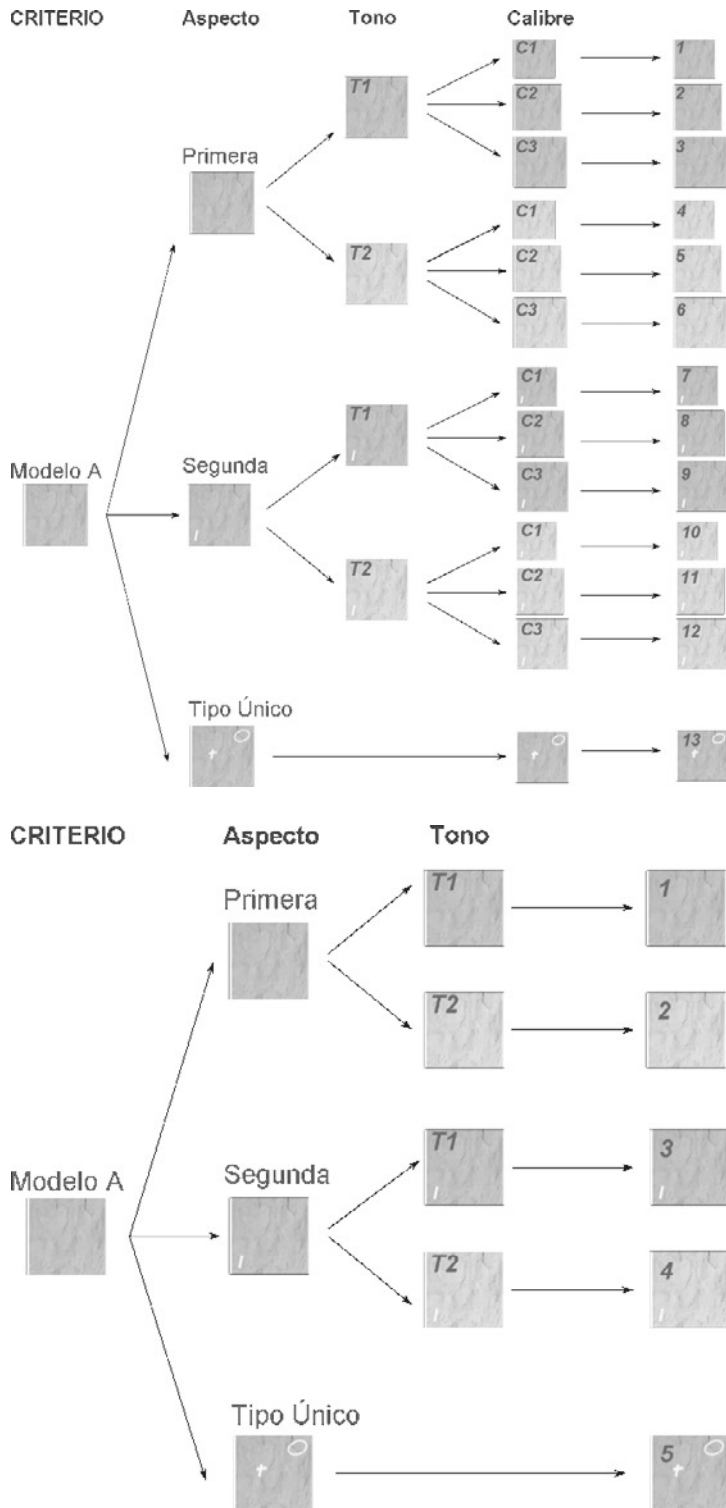 CRITERIO Aspecto Tono Calibre
C1 1
T1 C2 2
C3 3
Primera
C1 4
T2 C2 5
C3 6
C1 7
T1 C2 8
C3 9
Modelo A Segunda
C1 10
T2 C2 11
C3 12
Tipo Único
13
CRITERIO Aspecto Tono
T1 1
Primera
T2 2
T1 3
Modelo A Segunda
T2 4
Tipo Único
5